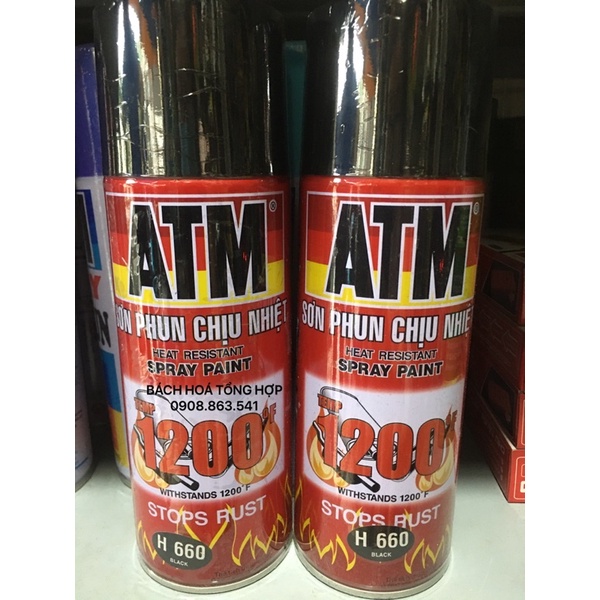 ATM®
SƠN PHUN CHỊU NHIỆT
HEAT RESISTANT
SPRAY PAINT
BÁCH HOÁ TỔNG HỢP
0908.863.541
TEMP
1200°F
WITHSTANDS 1200°F
STOPS RUST
H 660
BLACK
ATM®
SƠN PHUN CHỊU NHIỆT
HEAT RESISTANT
SPRAY PAINT
TEMP
1200°F
WITHSTANDS 1200°F
STOPS RUST
H 660
BLACK